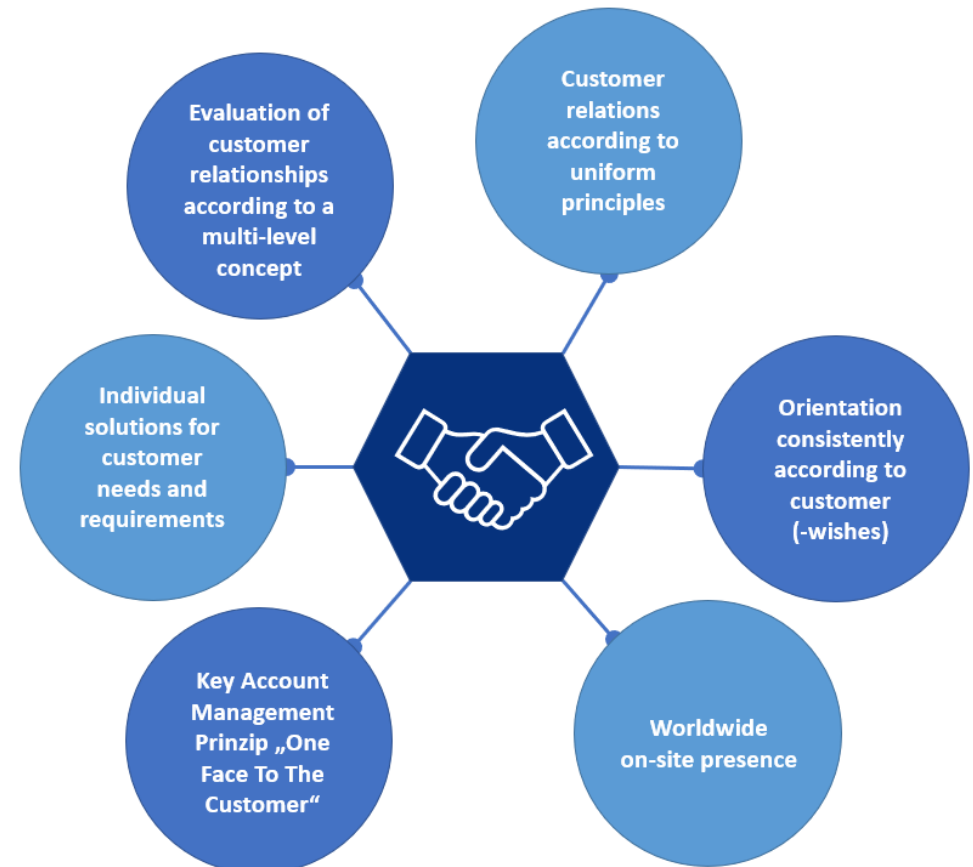 Evaluation of
customer
relationships
according to a
multi-level
concept
Customer
relations
according to
uniform
principles
Individual
solutions for
customer
needs and
requirements
Orientation
consistently
according to
customer
(-wishes)
Key Account
Management
Prinzip „One
Face To The
Customer“
Worldwide
on-site presence